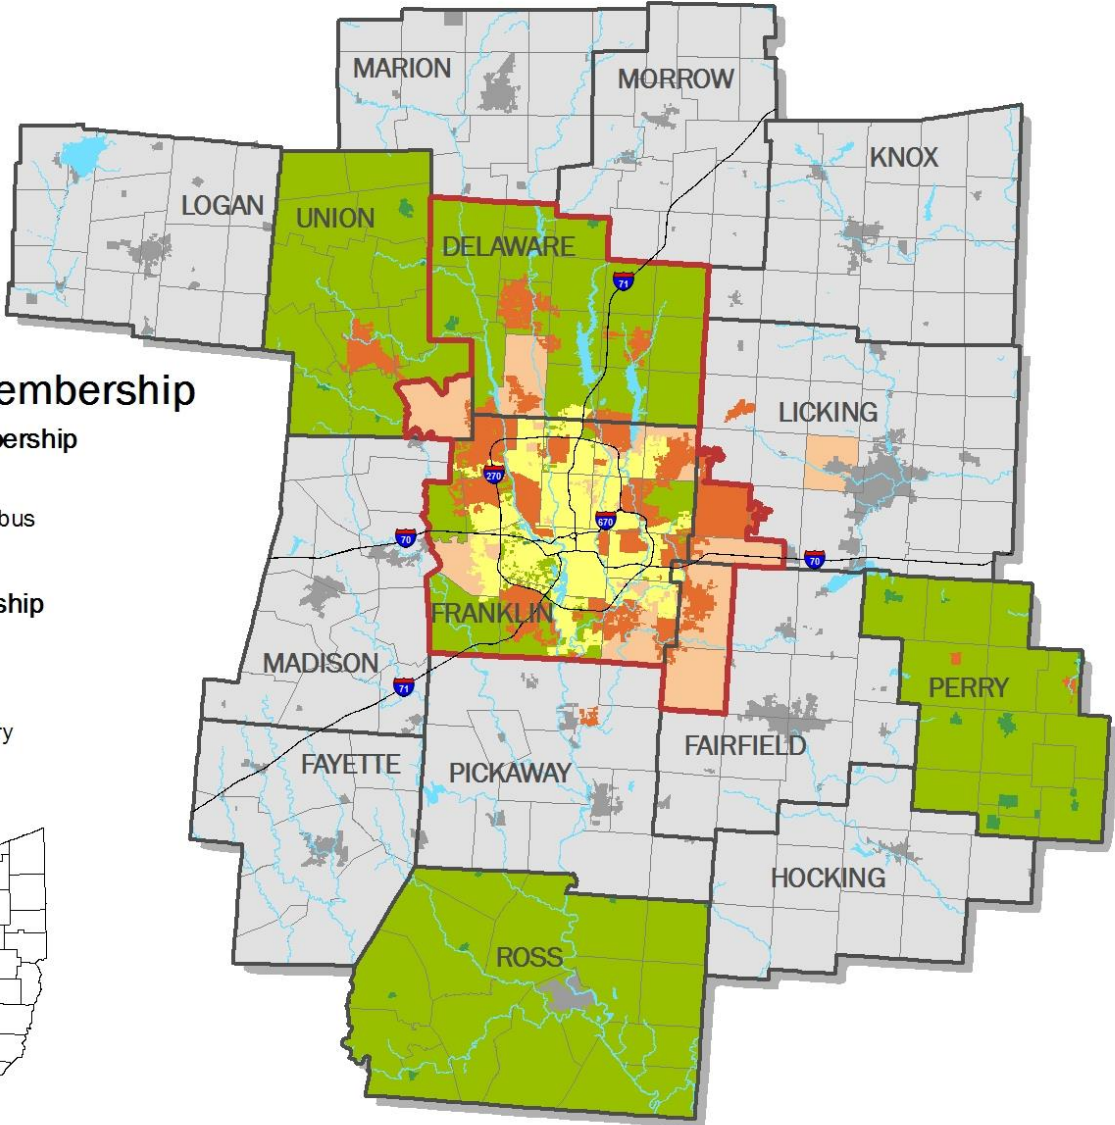 MARION
MORROW
KNOX
LOGAN
UNION
DELAWARE
71
embership
bership
LICKING
270
bus
670
70
70
ship
FRANKLIN
MADISON
71
PERRY
ry
FAIRFIELD
FAYETTE
PICKAWAY
HOCKING
ROSS